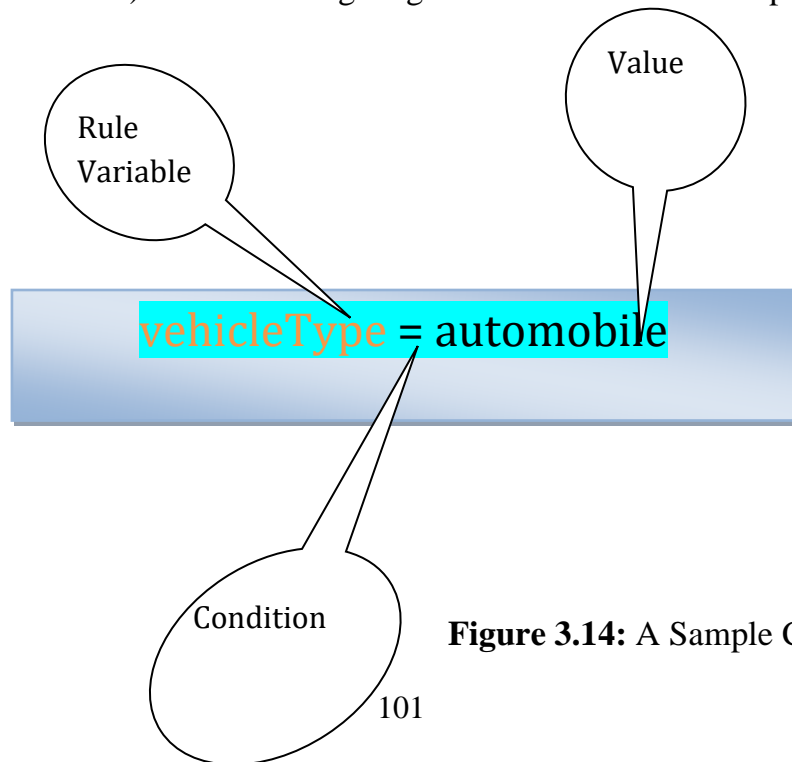 Value
Rule
Variable
vehicleType = automobile
Condition
Figure 3.14: A Sample
101